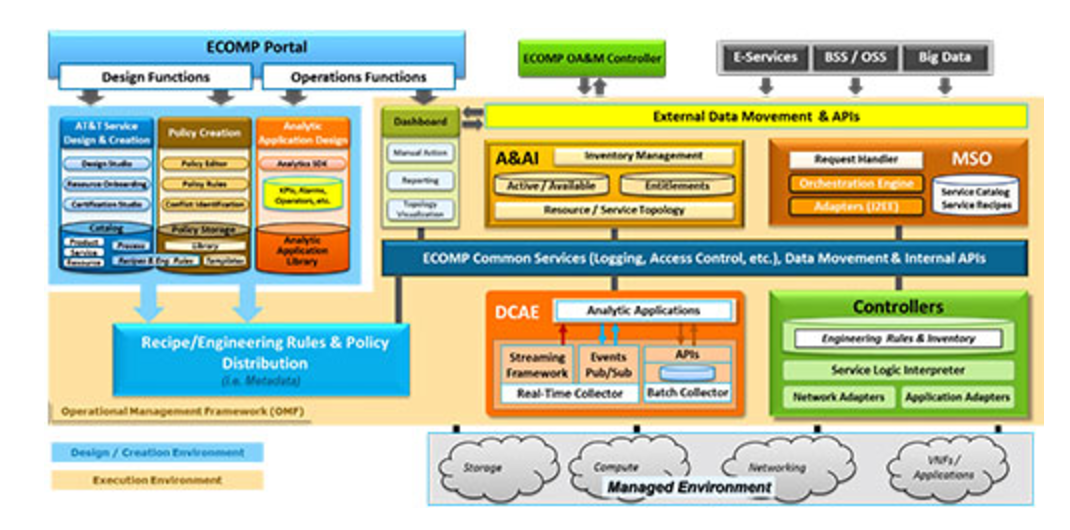 ECOMP Portal
Design Functions
Operations Functions
ECOMP OA&M Controller
E-Services
BSS / OSS
Big Data
AT&T Service
Design & Creation
Design Studio
Resource Onboarding
Certification Studio
Catalog
Product
Service
Resource
Process
Recipes & Eng. Rules
Policy Creation
Policy Editor
Policy Rules
Conflict Identification
Policy Storage
Library
Templates
Analytic
Application Design
Analytics SDK
KPIs, Alarms,
Operators, etc.
Analytic
Application
Library
Dashboard
Manual Action
Reporting
Topology
Visualization
External Data Movement & APIs
A&AI
Inventory Management
Active / Available
Entitlements
Resource / Service Topology
Request Handler
MSO
Orchestration Engine
Adapters (J2EE)
Service Catalog
Service Recipes
ECOMP Common Services (Logging, Access Control, etc.), Data Movement & Internal APIs
Recipe/Engineering Rules & Policy
Distribution
(i.e. Metadata)
DCAE
Analytic Applications
Streaming
Framework
Events
Pub/Sub
APIs
Real-Time Collector
Batch Collector
Controllers
Engineering Rules & Inventory
Service Logic Interpreter
Network Adapters
Application Adapters
Operational Management Framework (OMF)
Design / Creation Environment
Execution Environment
Storage
Compute
Networking
VNFs /
Applications
Managed Environment